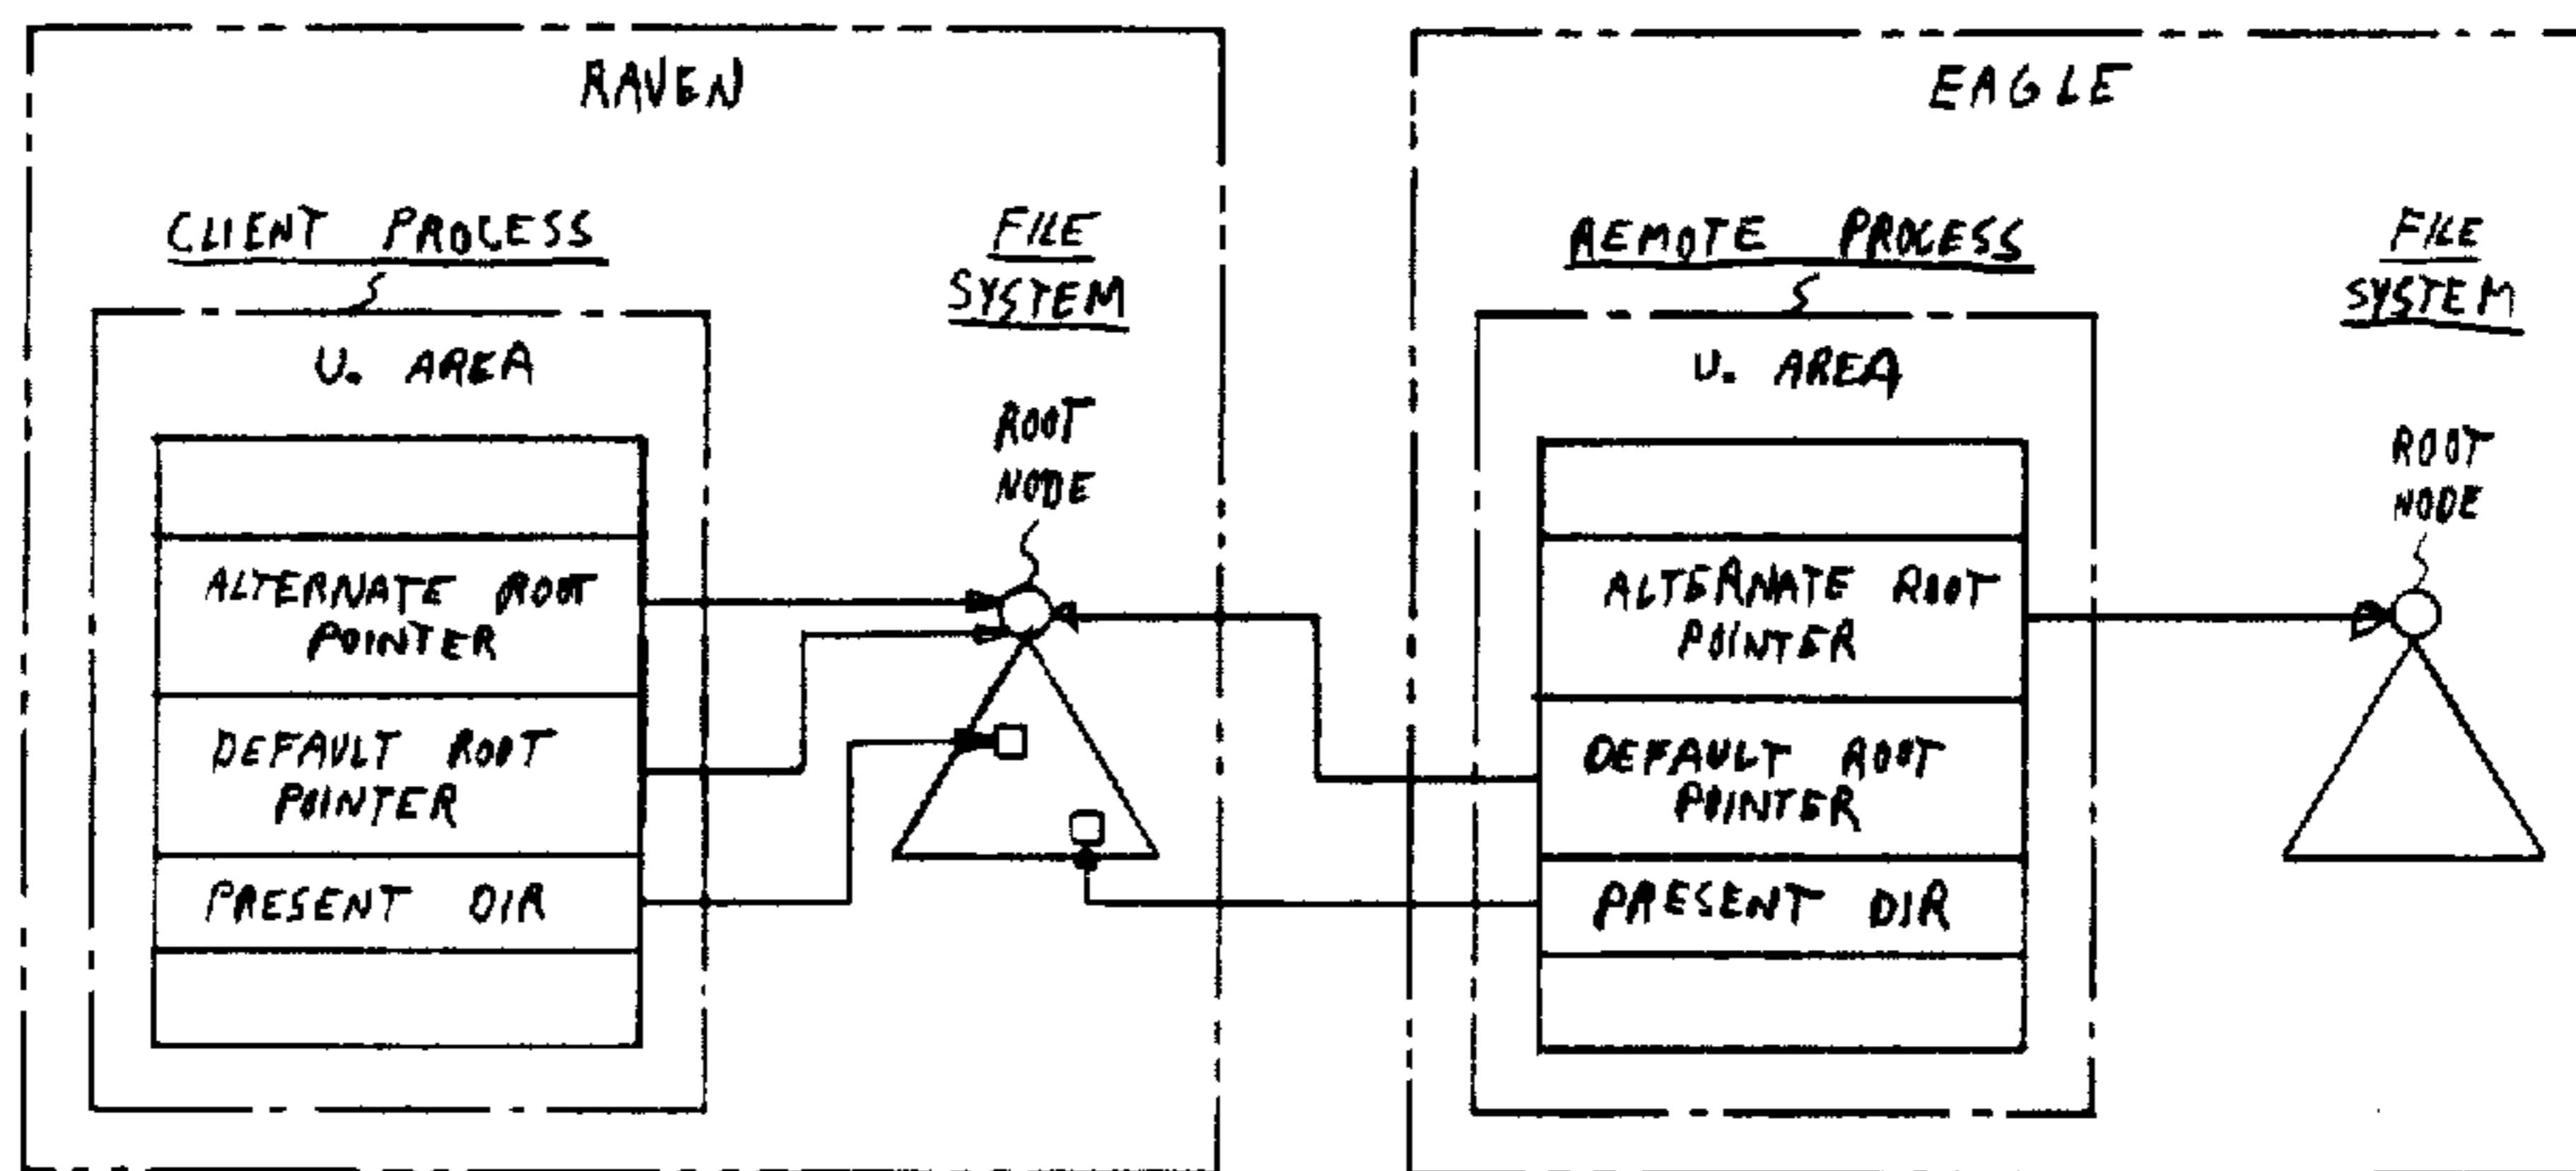 RAVEN
CLIENT PROCESS
FILE
SYSTEM
U. AREA
ROOT
NODE
ALTERNATE ROOT
POINTER
DEFAULT ROOT
POINTER
PRESENT DIR
EAGLE
REMOTE PROCESS
FILE
SYSTEM
U. AREA
ROOT
NODE
ALTERNATE ROOT
POINTER
DEFAULT ROOT
POINTER
PRESENT DIR